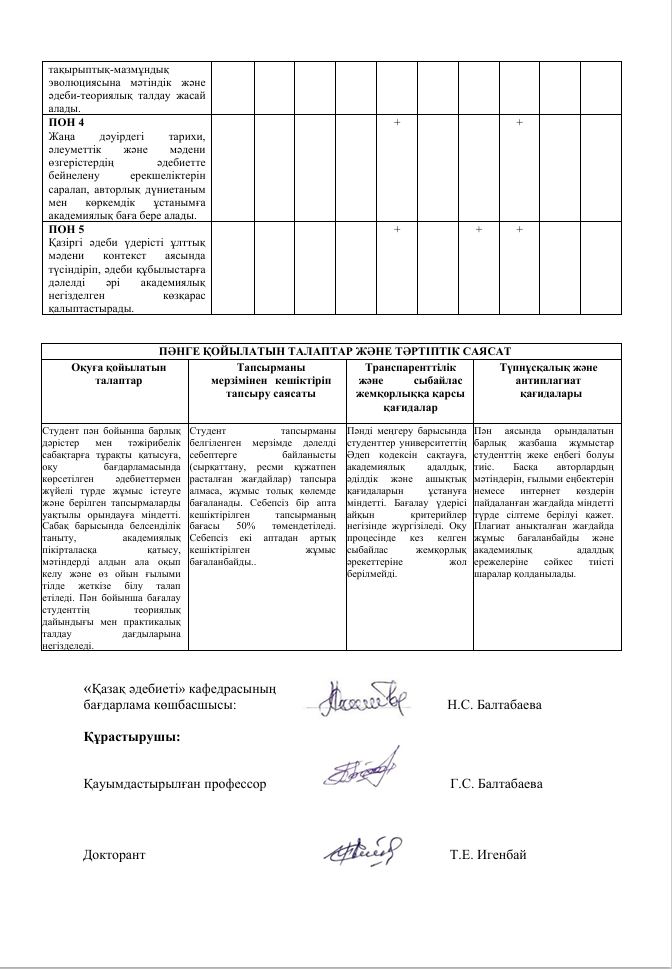 тақырыптық-мазмұндық
эволюциясына мәтіндік және
әдеби-теориялық талдау жасай
алады.
ПОН 4
+ +
Жаңа дәуірдегі тарихи,
әлеуметтік және мәдени
өзгерістердің әдебиетте
бейнелену ерекшеліктерін
саралап, авторлық дүниетаным
мен көркемдік ұстанымға
академиялық баға бере алады.
ПОН 5
+ + +
Қазіргі әдеби үдерісті ұлттық
мәдени контекст аясында
түсіндіріп, әдеби құбылыстарға
дәлелді әрі академиялық
негізделген көзқарас
қалыптастырады.
ПӘНГЕ ҚОЙЫЛАТЫН ТАЛАПТАР ЖӘНЕ ТӘРТІПТІК САЯСАТ
Оқуға қойылатын
талаптар
Тапсырманы
мерзімінен кешіктіріп
тапсыру саясаты
Транспаренттілік
және сыбайлас
жемқорлыққа қарсы
қағидалар
Түпнұсқалық және
антиплагиат
қағидалары
Студент пән бойынша барлық
дәрістер мен тәжірибелік
сабақтарға тұрақты қатысуға,
оқу бағдарламасында
көрсетілген әдебиеттермен
жүйелі түрде жұмыс істеуге
және берілген тапсырмаларды
уақтылы орындауға міндетті.
Сабақ барысында белсенділік
таныту, академиялық
пікірталасқа қатысу,
мәтіндерді алдын ала оқып
келу және өз ойын ғылыми
тілде жеткізе білу талап
етіледі. Пән бойынша бағалау
студенттің теориялық
дайындығы мен практикалық
талдау дағдыларына
негізделеді.
Студент тапсырманы
белгіленген мерзімде дәлелді
себептерге байланысты
(сырқаттану, ресми құжатпен
расталған жағдайлар) тапсыра
алмаса, жұмыс толық көлемде
бағаланады. Себепсіз бір апта
кешіктірілген тапсырманың
бағасы 50% төмендетіледі.
Себепсіз екі аптадан артық
кешіктірілген жұмыс
бағаланбайды..
Пәнді меңгеру барысында
студенттер университеттің
Әдеп кодексін сақтауға,
академиялық адалдық,
әділдік және ашықтық
қағидаларын ұстануға
міндетті. Бағалау үдерісі
айқын критерийлер
негізінде жүргізіледі. Оқу
процесінде кез келген
сыбайлас жемқорлық
әрекеттеріне жол
берілмейді.
Пән аясында орындалатын
барлық жазбаша жұмыстар
студенттің жеке еңбегі болуы
тиіс. Басқа авторлардың
мәтіндерін, ғылыми еңбектерін
немесе интернет көздерін
пайдаланған жағдайда міндетті
түрде сілтеме берілуі қажет.
Плагиат анықталған жағдайда
жұмыс бағаланбайды және
академиялық адалдық
ережелеріне сәйкес тиісті
шаралар қолданылады.
«Қазақ әдебиеті» кафедрасының
бағдарлама көшбасшысы: Н.С. Балтабаева
Құрастырушы:
Қауымдастырылған профессор Г.С. Балтабаева
Докторант Т.Е. Игенбай